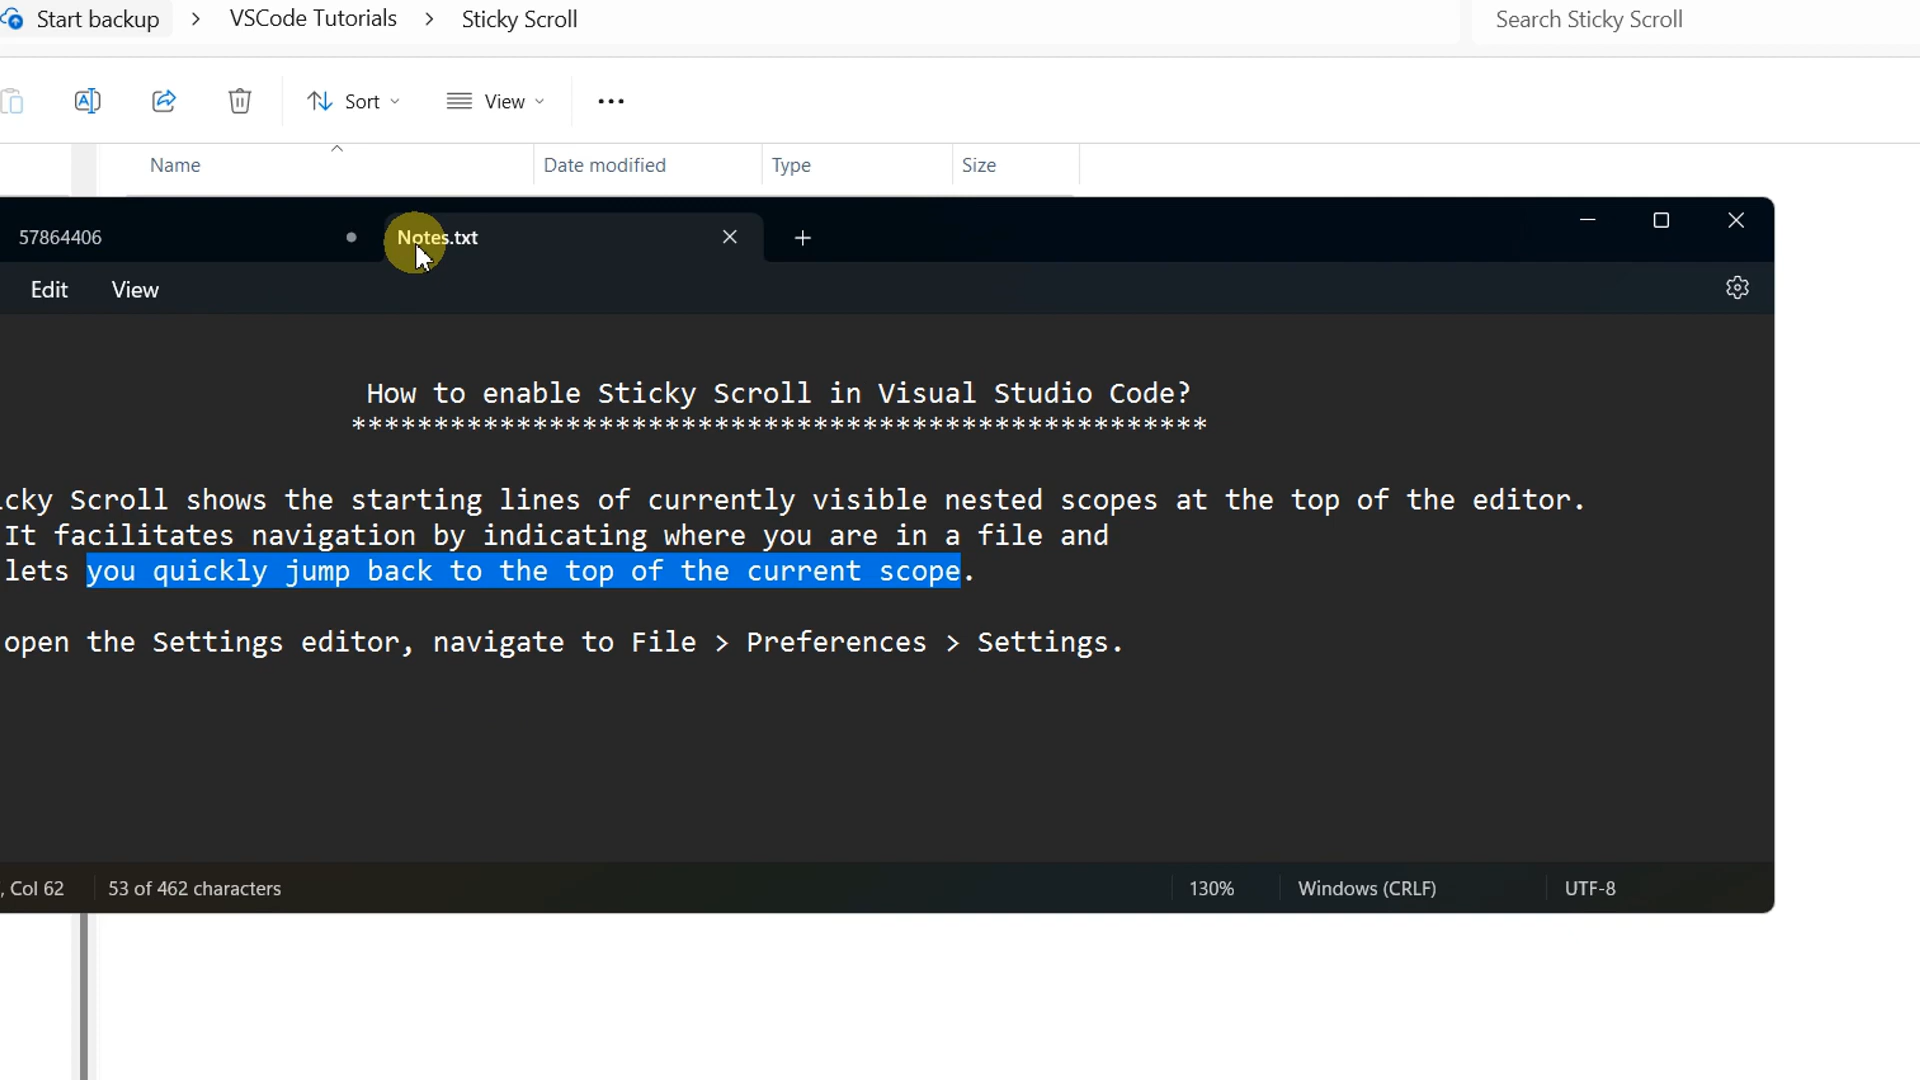 Start backup > VSCode Tutorials > Sticky Scroll
Search Sticky Scroll
Sort
View
Name
Date modified
Type
Size
57864406
Notes.txt
Edit
View
How to enable Sticky Scroll in Visual Studio Code?
****************************************************
cky Scroll shows the starting lines of currently visible nested scopes at the top of the editor.
It facilitates navigation by indicating where you are in a file and
lets you quickly jump back to the top of the current scope.
open the Settings editor, navigate to File > Preferences > Settings.
, Col 62
53 of 462 characters
130%
Windows (CRLF)
UTF-8